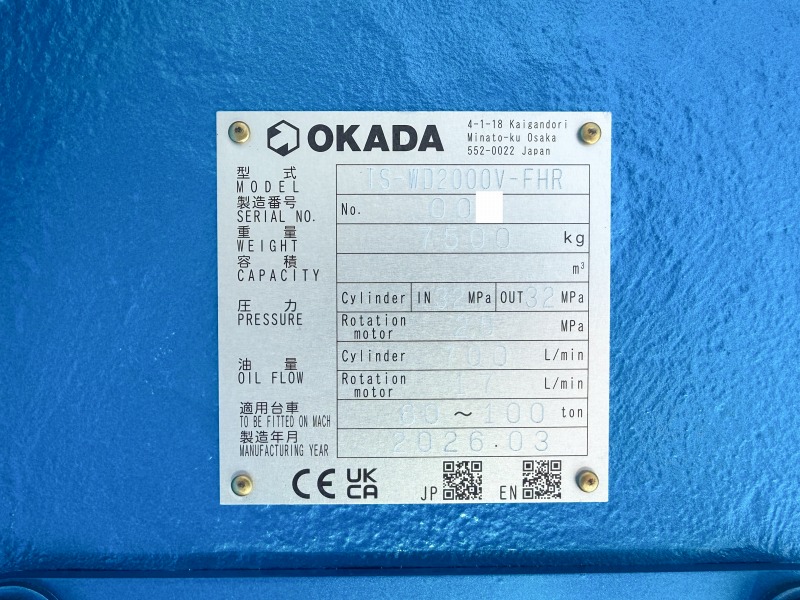 OKADA
4-1-18 Kaigandori
Minato-ku Osaka
552-0022 Japan
型式 TS-WD2000V-FHR
MODEL
製造番号 No. 00
SERIAL NO.
重量 7500 kg
WEIGHT
容積 m³
CAPACITY
圧力 Cylinder IN MPa OUT 32 MPa
PRESSURE Rotation motor MPa
油量 Cylinder 700 L/min
OIL FLOW Rotation motor L/min
適用台車 60 ~ 100 ton
TO BE FITTED ON MACH
製造年月 2026.03
MANUFACTURING YEAR
CE UK CA JP EN